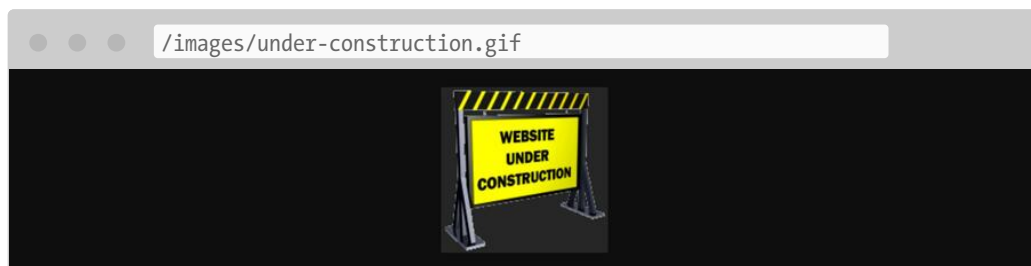 /images/under-construction.gif
WEBSITE
UNDER
CONSTRUCTION